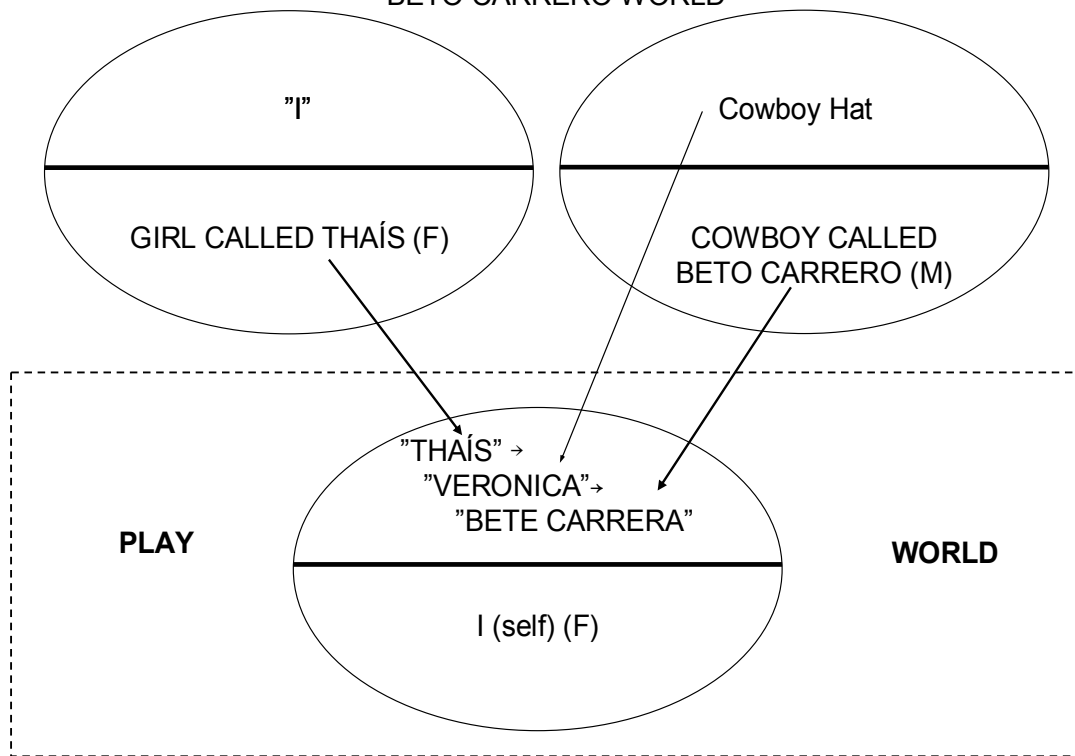 BETO CARRERO WORLD
”I”
Cowboy Hat
GIRL CALLED THAÍS (F)
COWBOY CALLED
BETO CARRERO (M)
”THAÍS” →
”VERONICA”→
”BETE CARRERA”
PLAY
WORLD
I (self) (F)